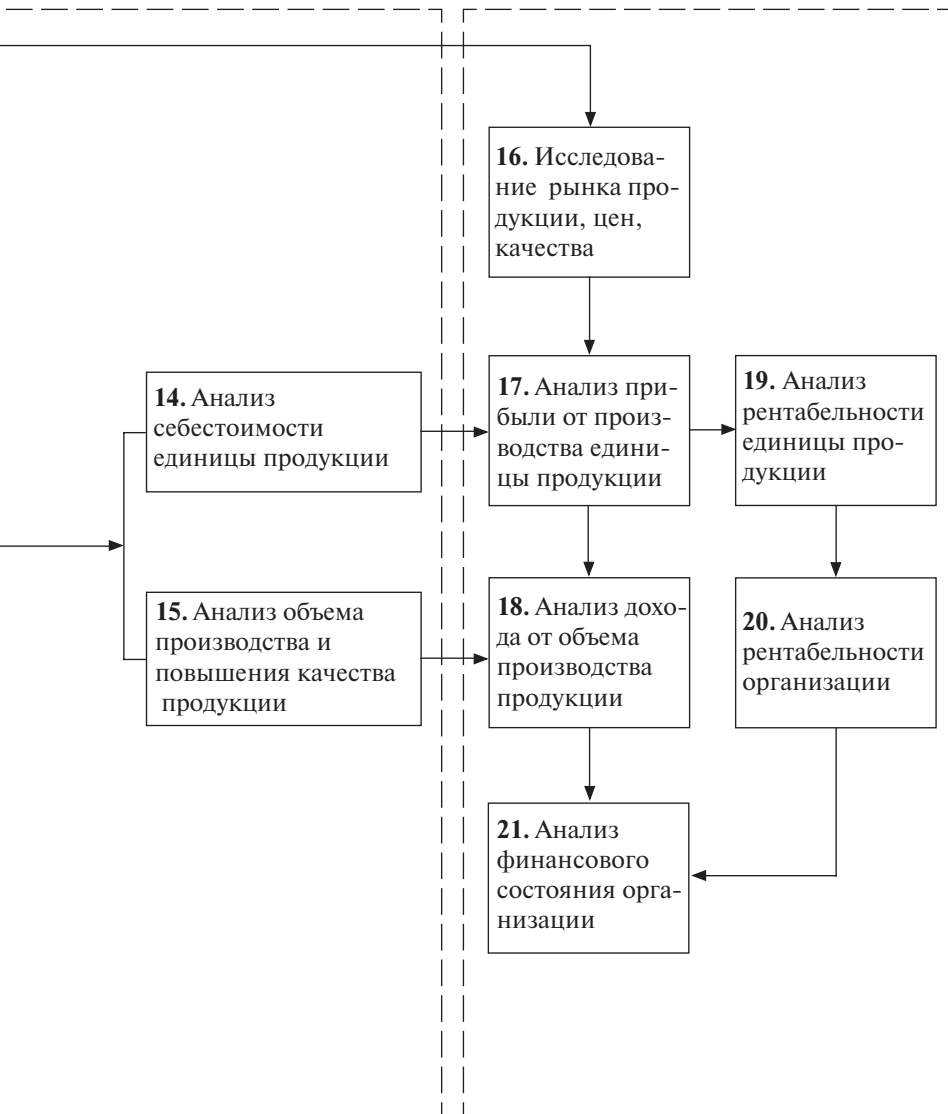 16. Исследова-
ние рынка про-
дукции, цен,
качества
14. Анализ
себестоимости
единицы продукции
17. Анализ при-
были от произ-
водства едини-
цы продукции
19. Анализ
рентабельности
единицы про-
дукции
15. Анализ объема
производства и
повышения качества
продукции
18. Анализ дохо-
да от объема
производства
продукции
20. Анализ
рентабельности
организации
21. Анализ
финансового
состояния орга-
низации